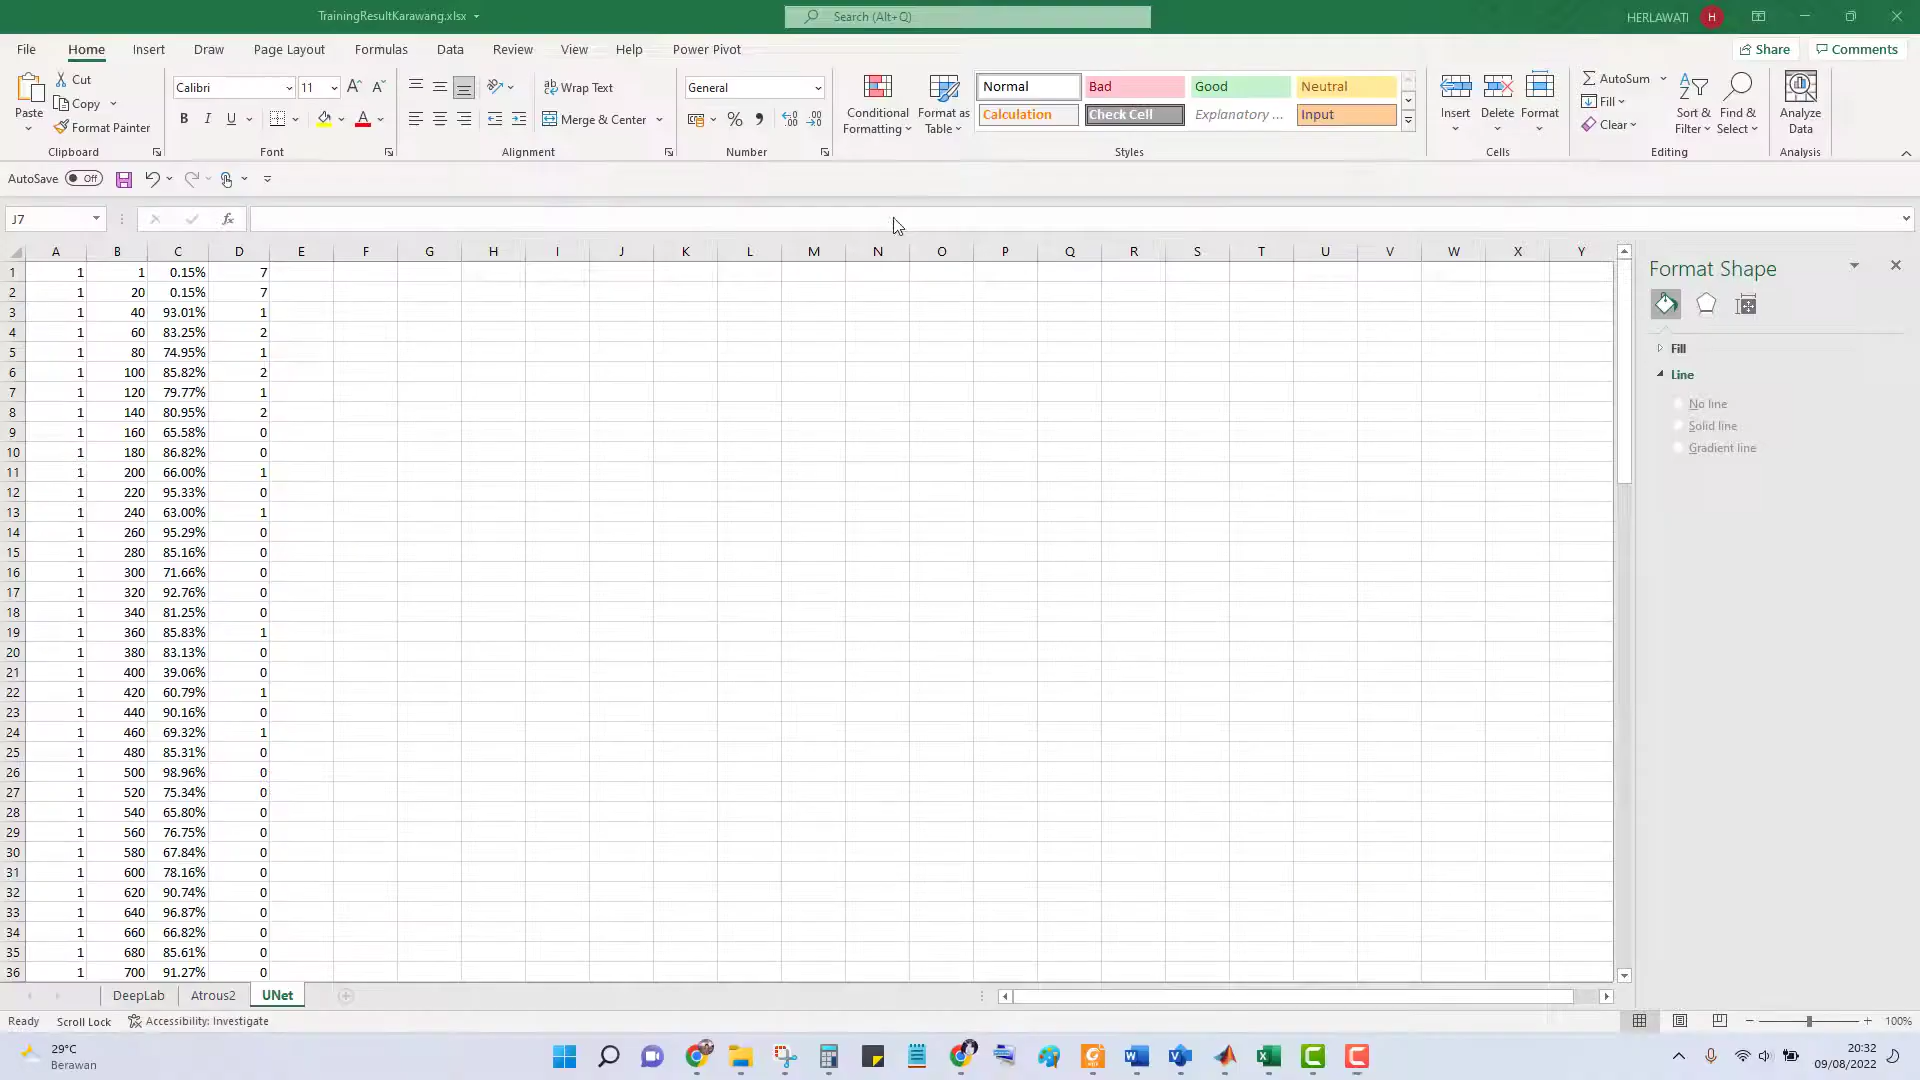 TrainingResultKarawang.xlsx
Search (Alt+Q)
HERLAWATI H
File Home Insert Draw Page Layout Formulas Data Review View Help Power Pivot Share Comments
Paste Cut Copy Format Painter Clipboard
Calibri 11 Font
Wrap Text Merge & Center Alignment
General Number
Conditional Formatting Format as Table
Normal Bad Good Neutral
Calculation Check Cell Explanatory ... Input
Styles
Insert Delete Format Cells
AutoSum Fill Clear Sort & Filter Find & Select Editing
Analyze Data Analysis
AutoSave Off
J7 fx
A B C D E F G H I J K L M N O P Q R S T U V W X Y
1 1 1 0.15% 7
2 1 20 0.15% 7
3 1 40 93.01% 1
4 1 60 83.25% 2
5 1 80 74.95% 1
6 1 100 85.82% 2
7 1 120 79.77% 1
8 1 140 80.95% 2
9 1 160 65.58% 0
10 1 180 86.82% 0
11 1 200 66.00% 1
12 1 220 95.33% 0
13 1 240 63.00% 1
14 1 260 95.29% 0
15 1 280 85.16% 0
16 1 300 71.66% 0
17 1 320 92.76% 0
18 1 340 81.25% 0
19 1 360 85.83% 1
20 1 380 83.13% 0
21 1 400 39.06% 0
22 1 420 60.79% 1
23 1 440 90.16% 0
24 1 460 69.32% 1
25 1 480 85.31% 0
26 1 500 98.96% 0
27 1 520 75.34% 0
28 1 540 65.80% 0
29 1 560 76.75% 0
30 1 580 67.84% 0
31 1 600 78.16% 0
32 1 620 90.74% 0
33 1 640 96.87% 0
34 1 660 66.82% 0
35 1 680 85.61% 0
36 1 700 91.27% 0
Format Shape
Fill
Line
No line
Solid line
Gradient line
DeepLab Atrous2 UNet
Ready Scroll Lock Accessibility: Investigate 100%
29°C
Berawan
20:32
09/08/2022